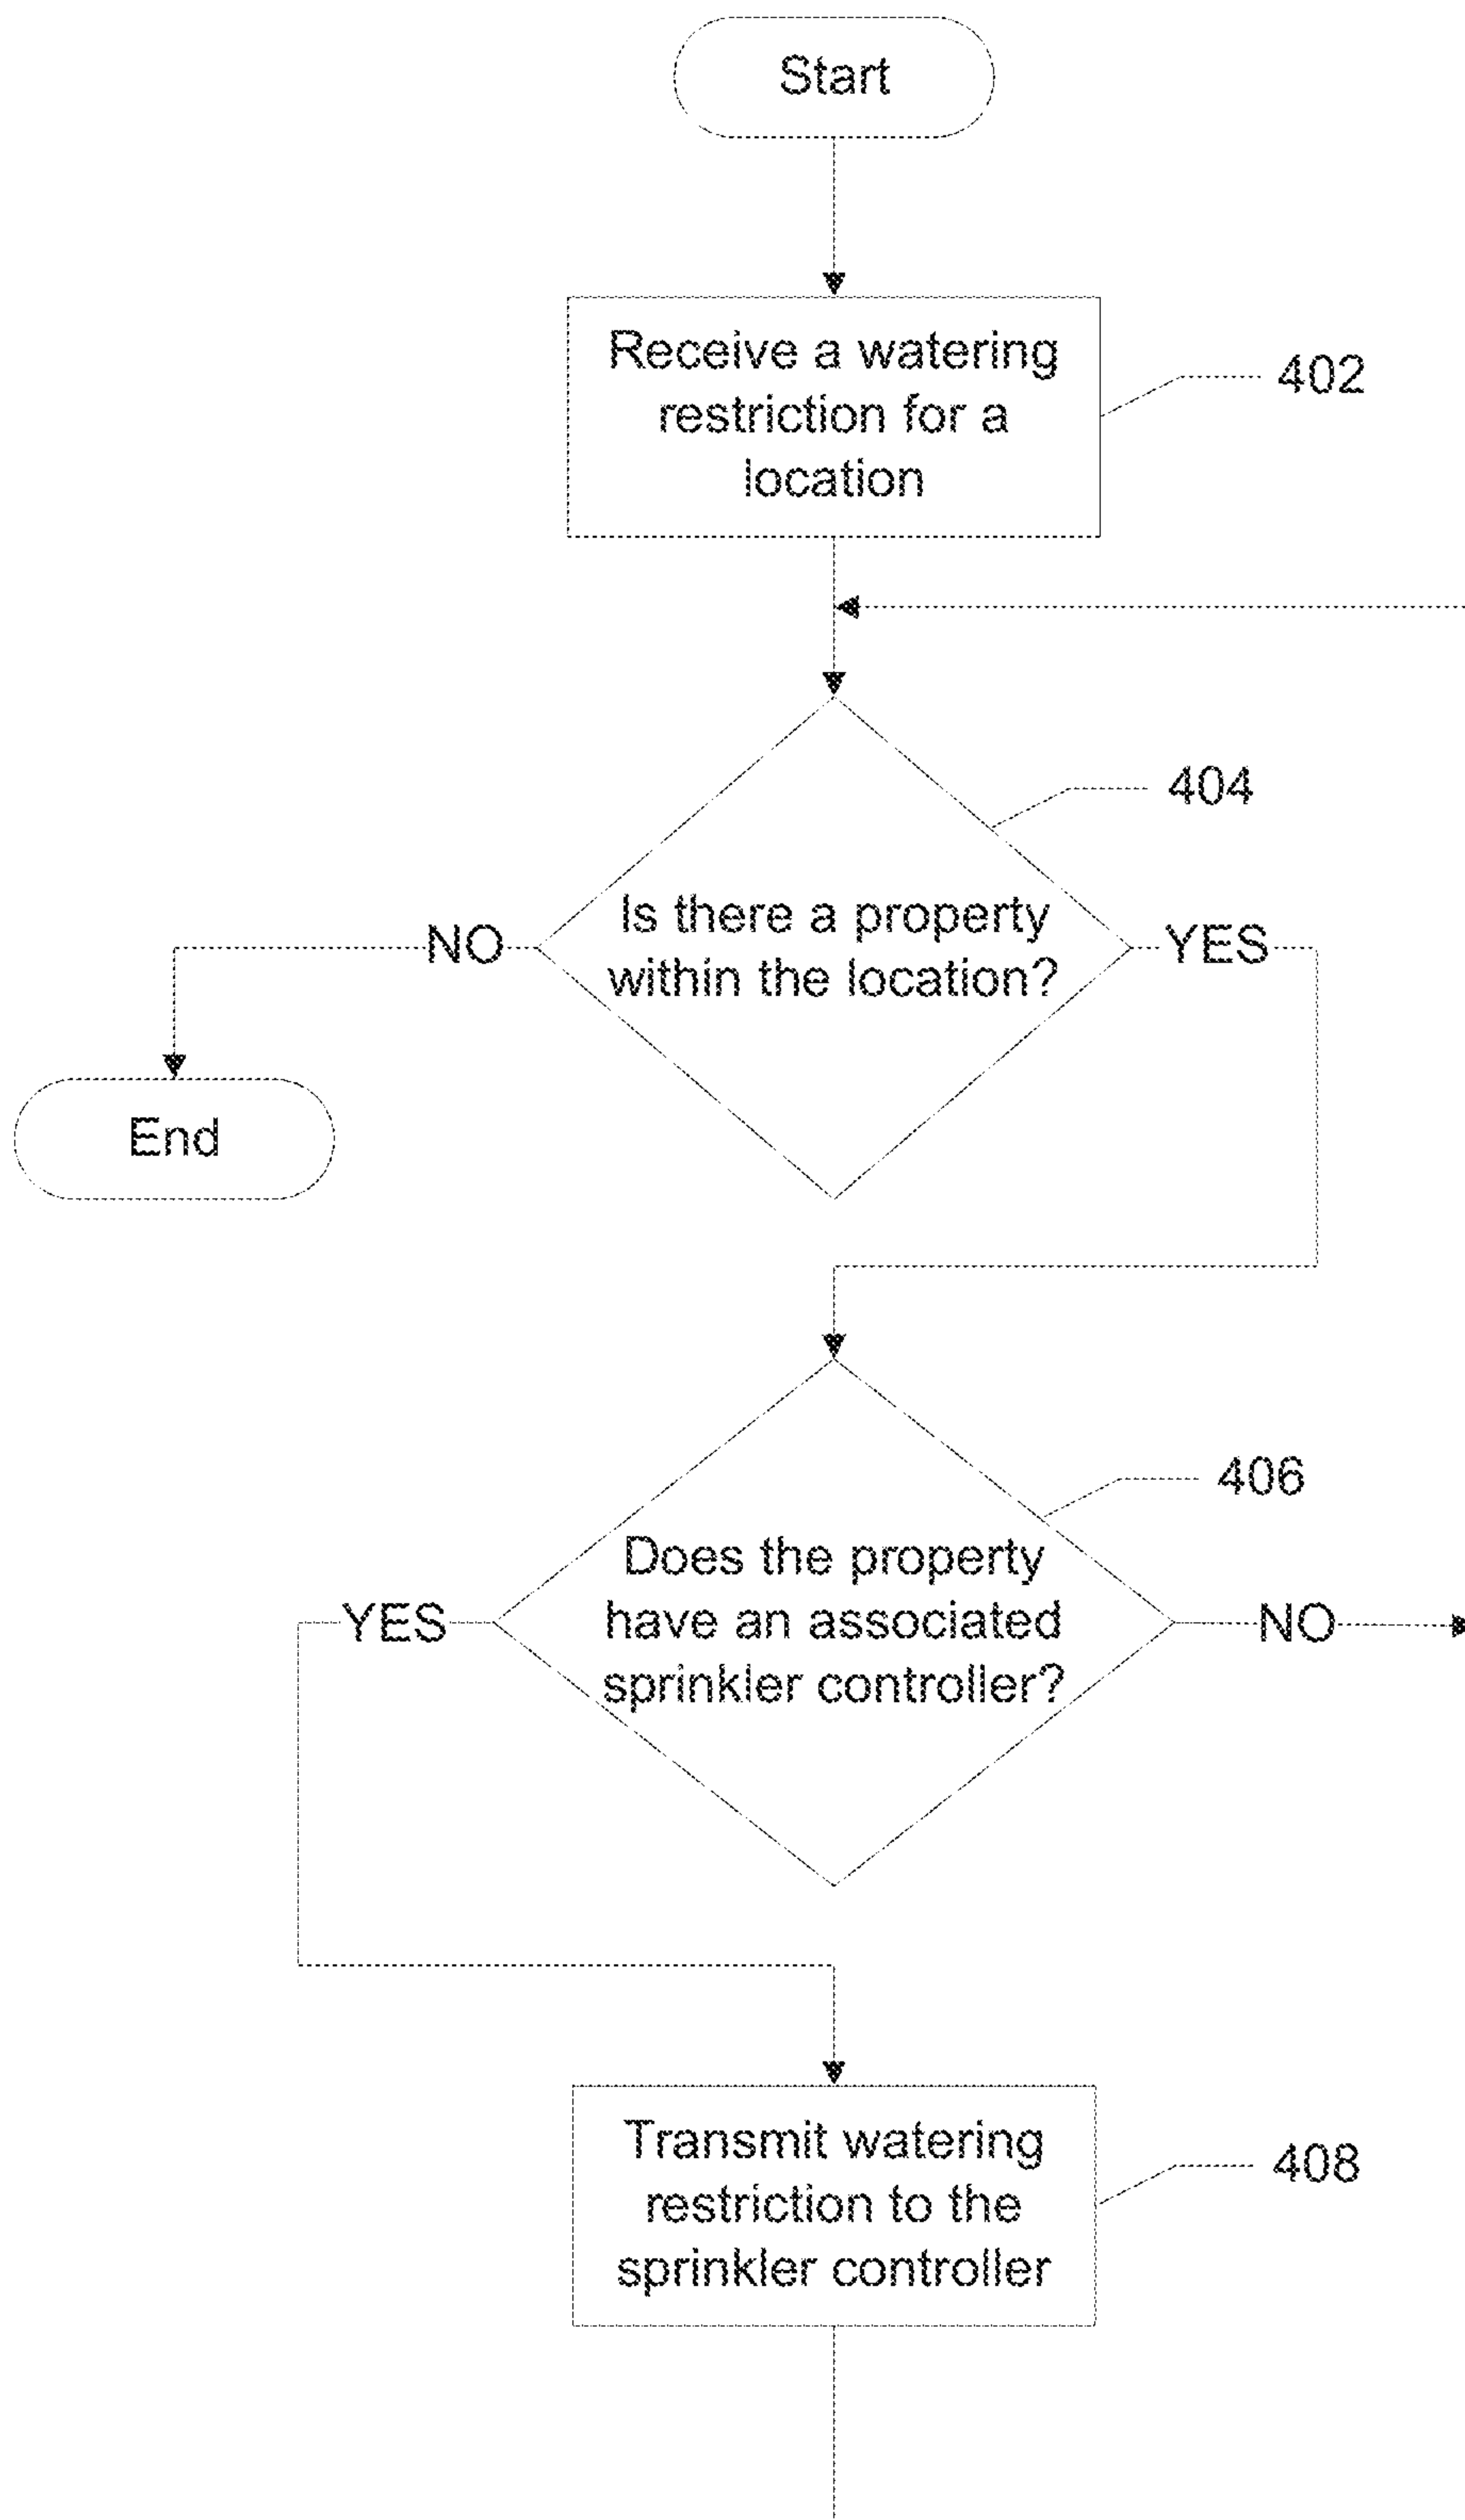 Start
Receive a watering
restriction for a
location
402
404
Is there a property
within the location?
NO
YES
End
406
Does the property
have an associated
sprinkler controller?
YES
NO
Transmit watering
restriction to the
sprinkler controller
408